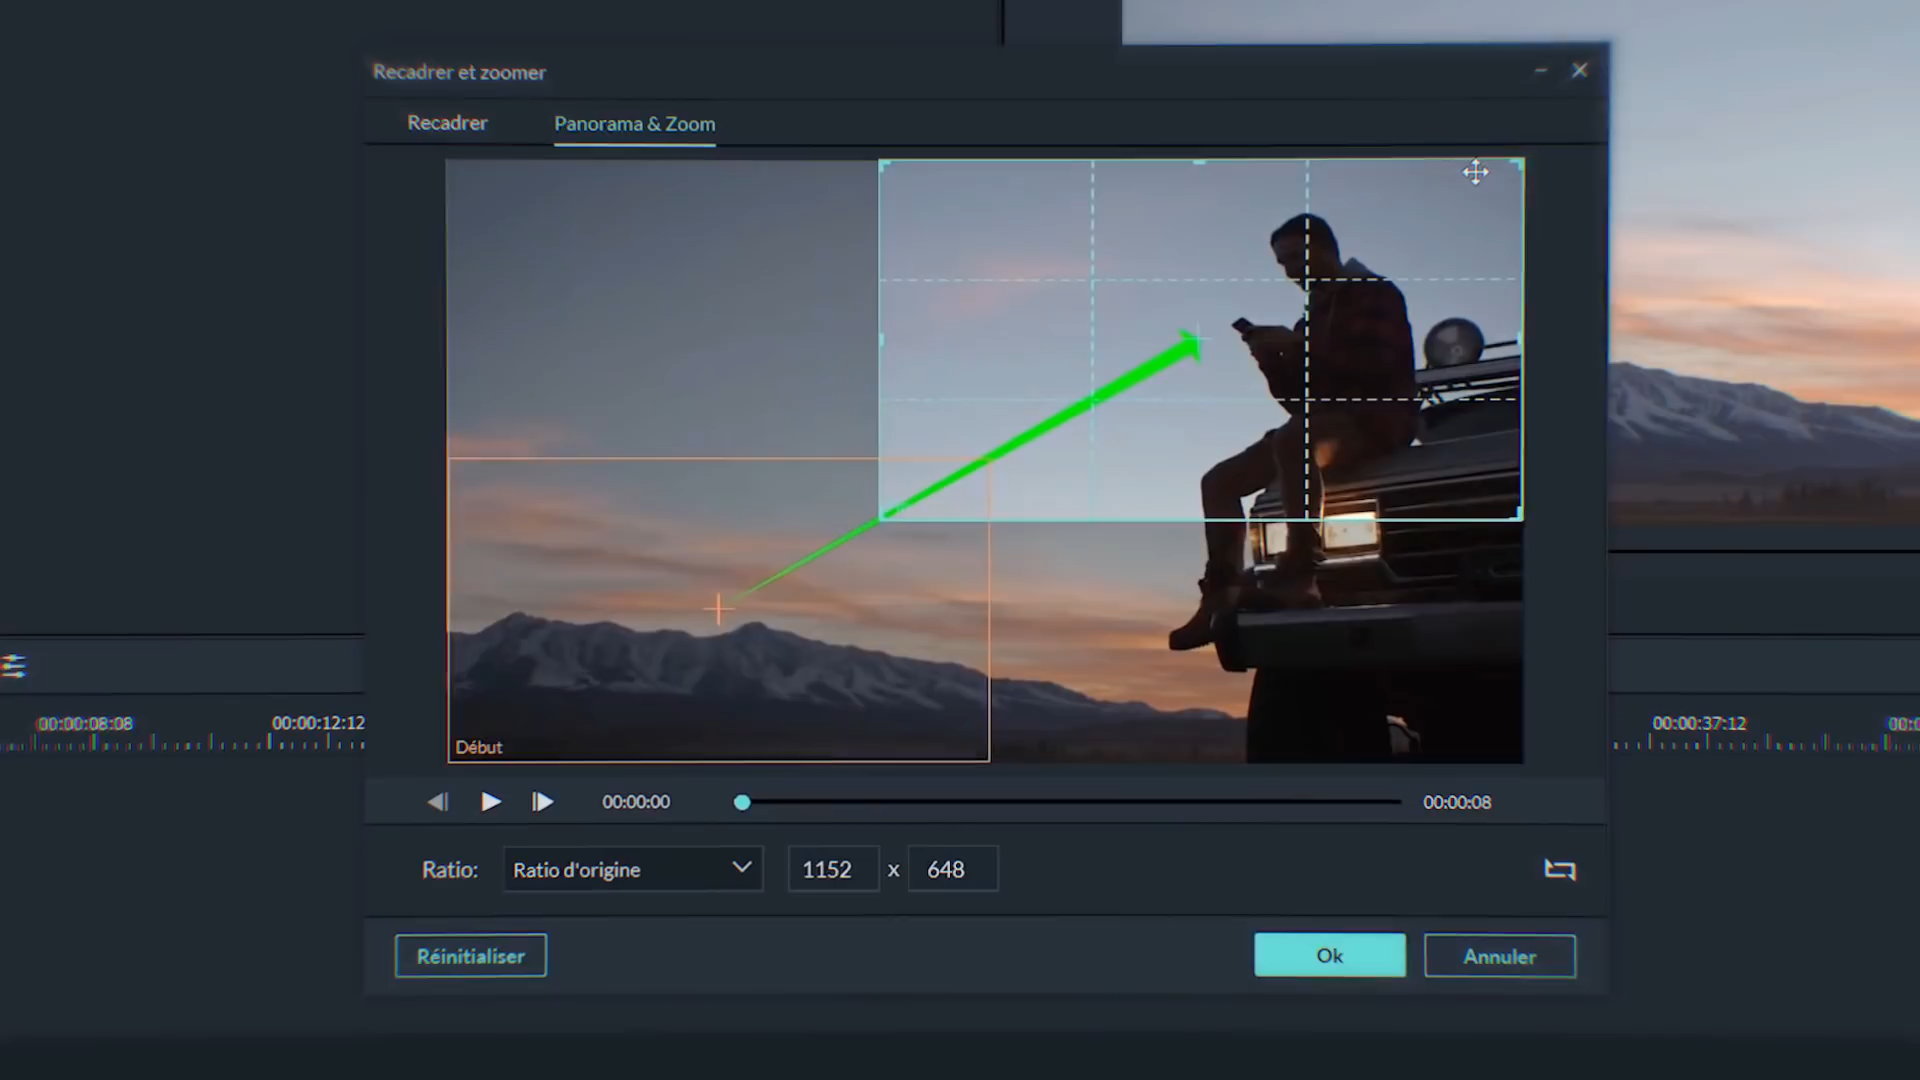 Recadrer et zoomer
Recadrer
Panorama & Zoom
Début
00:00:08:08
00:00:12:12
00:00:37:12
00:00:00
00:00:08
Ratio:
Ratio d'origine
1152 x 648
Réinitialiser
Ok
Annuler